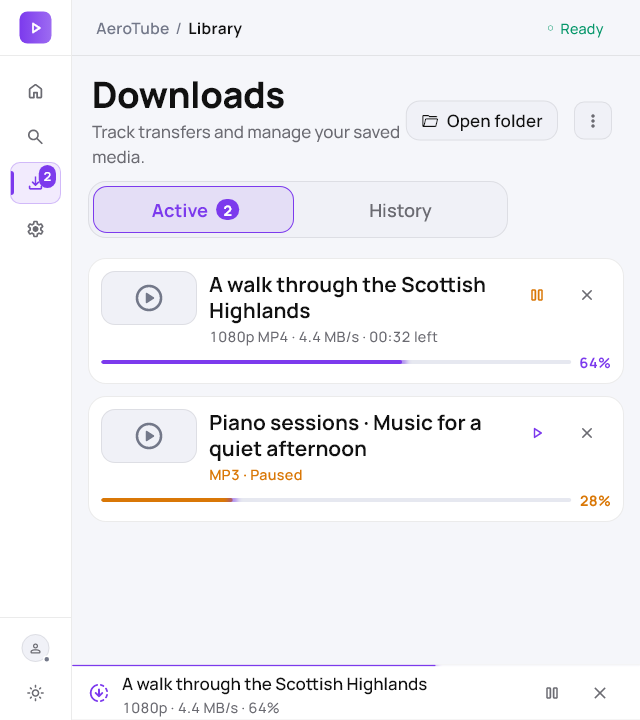 AeroTube / Library
Ready
Downloads
Track transfers and manage your saved
media.
Open folder
2
Active 2
History
A walk through the Scottish
Highlands
1080p MP4 · 4.4 MB/s · 00:32 left
64%
Piano sessions · Music for a
quiet afternoon
MP3 · Paused
28%
A walk through the Scottish Highlands
1080p · 4.4 MB/s · 64%